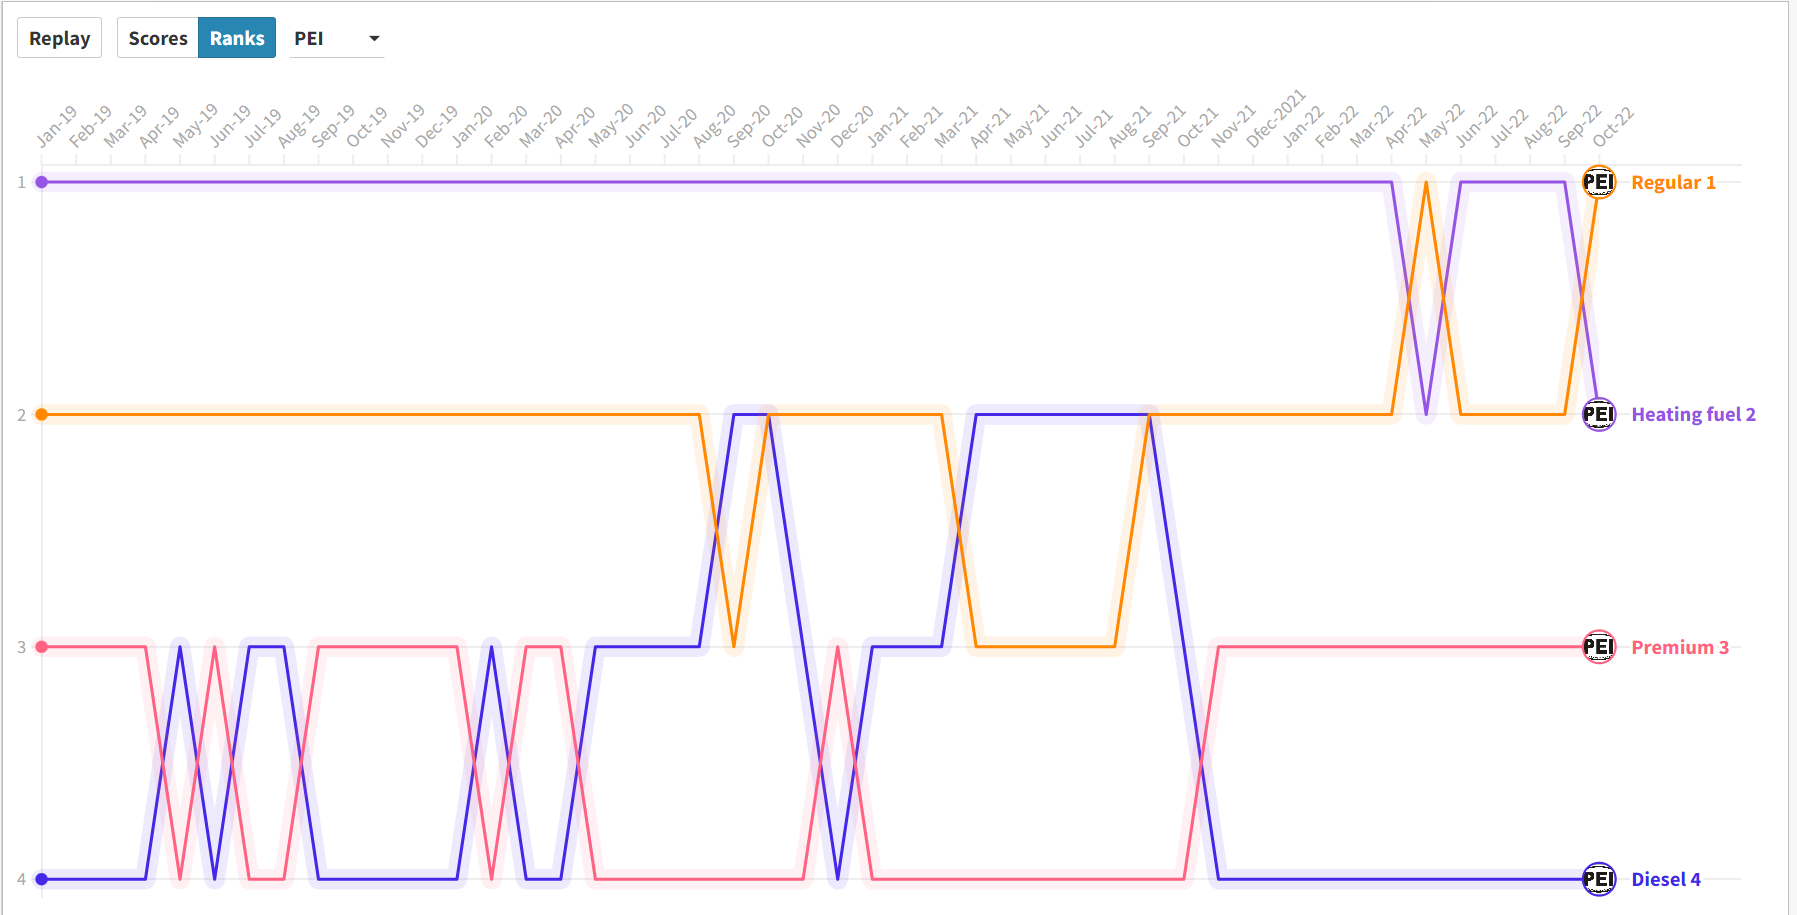 Replay Scores Ranks PEI
Jan-19 Feb-19 Mar-19 Apr-19 May-19 Jun-19 Jul-19 Aug-19 Sep-19 Oct-19 Nov-19 Dec-19 Jan-20 Feb-20 Mar-20 Apr-20 May-20 Jun-20 Jul-20 Aug-20 Sep-20 Oct-20 Nov-20 Dec-20 Jan-21 Feb-21 Mar-21 Apr-21 May-21 Jun-21 Jul-21 Aug-21 Sep-21 Oct-21 Nov-21 Dfec-2021 Jan-22 Feb-22 Mar-22 Apr-22 May-22 Jun-22 Jul-22 Aug-22 Sep-22 Oct-22
1 PEI Regular 1
2 PEI Heating fuel 2
3 PEI Premium 3
4 PEI Diesel 4